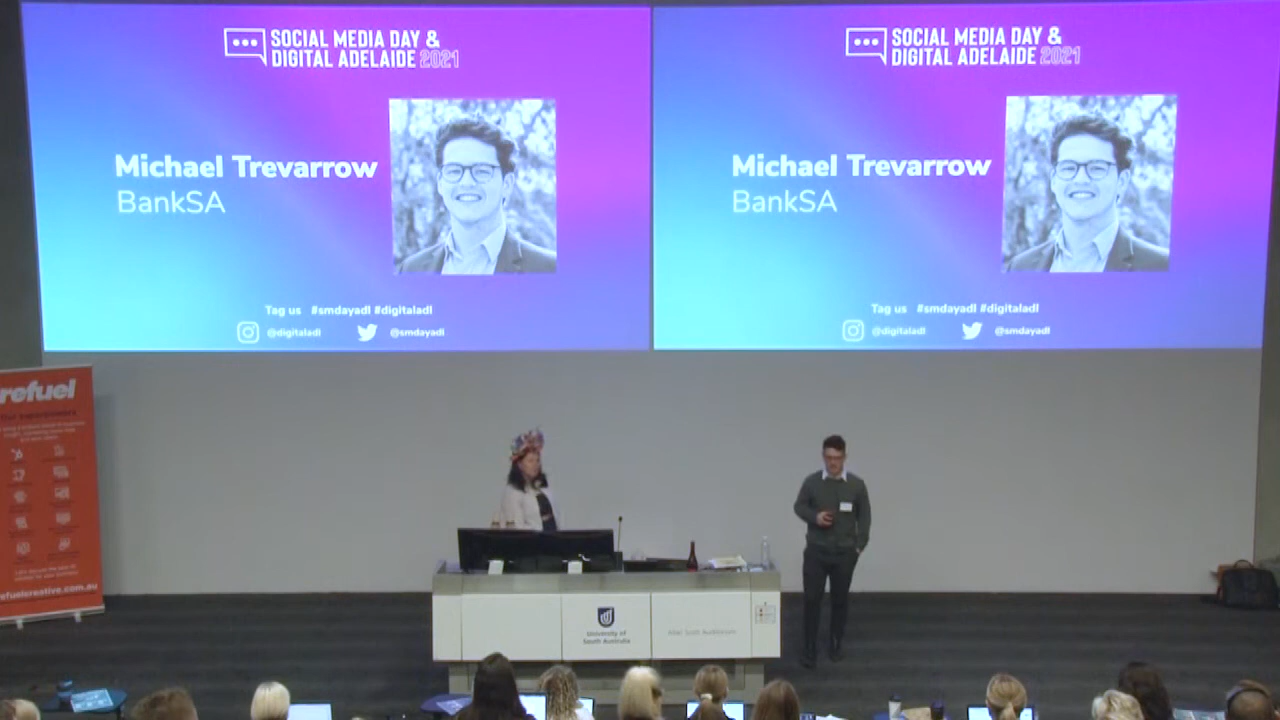 SOCIAL MEDIA DAY &
DIGITAL ADELAIDE 2021
Michael Trevarrow
BankSA
Tag us #smdayadl #digitaladl
@digitaladl @smdayadl
SOCIAL MEDIA DAY &
DIGITAL ADELAIDE 2021
Michael Trevarrow
BankSA
Tag us #smdayadl #digitaladl
@digitaladl @smdayadl
refuel
efuelcreative.com.au
University of
South Australia